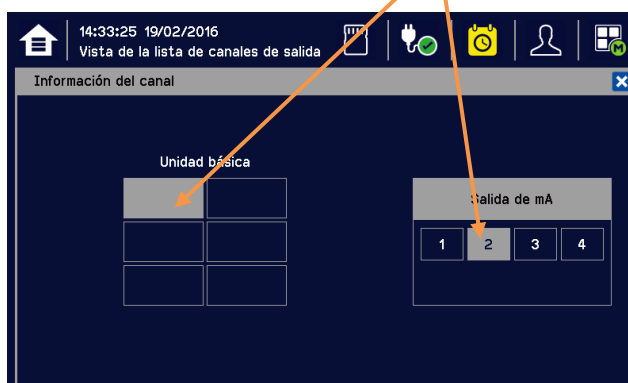 14:33:25 19/02/2016
Vista de la lista de canales de salida
M
Información del canal
Unidad básica
Salida de mA
1 2 3 4